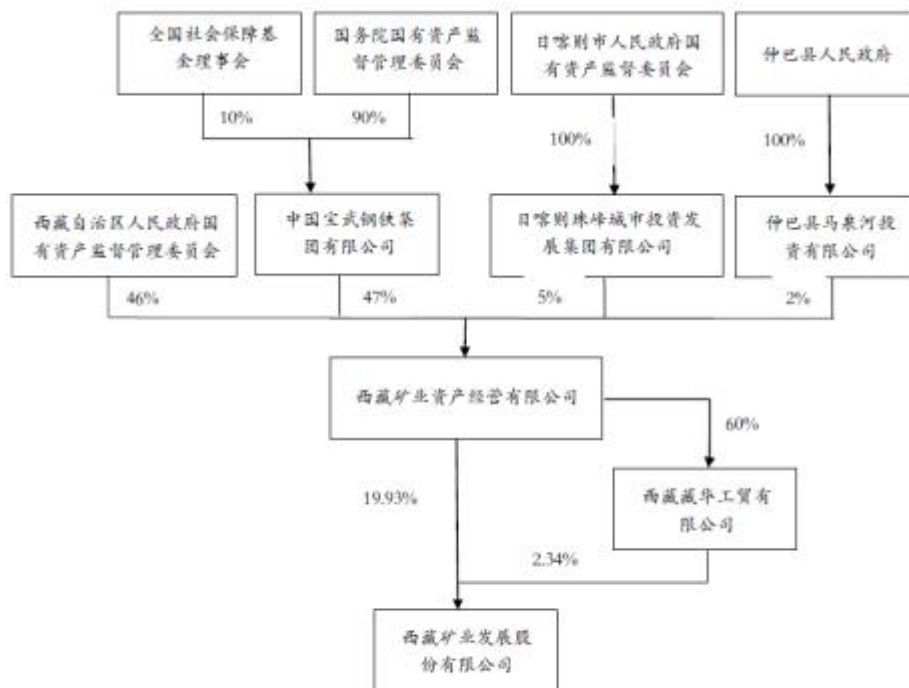 全国社会保障基
金理事会
国务院国有资产监
督管理委员会
日喀则市人民政府国
有资产监督委员会
仲巴县人民政府
10%
90%
100%
100%
西藏自治区人民政府国
有资产监督管理委员会
中国宝武钢铁集
团有限公司
日喀则珠峰城市投资发
展集团有限公司
仲巴县马泉河投
资有限公司
46%
47%
5%
2%
西藏矿业资产经营有限公司
60%
19.93%
西藏藏华工贸有
限公司
2.34%
西藏矿业发展股
份有限公司